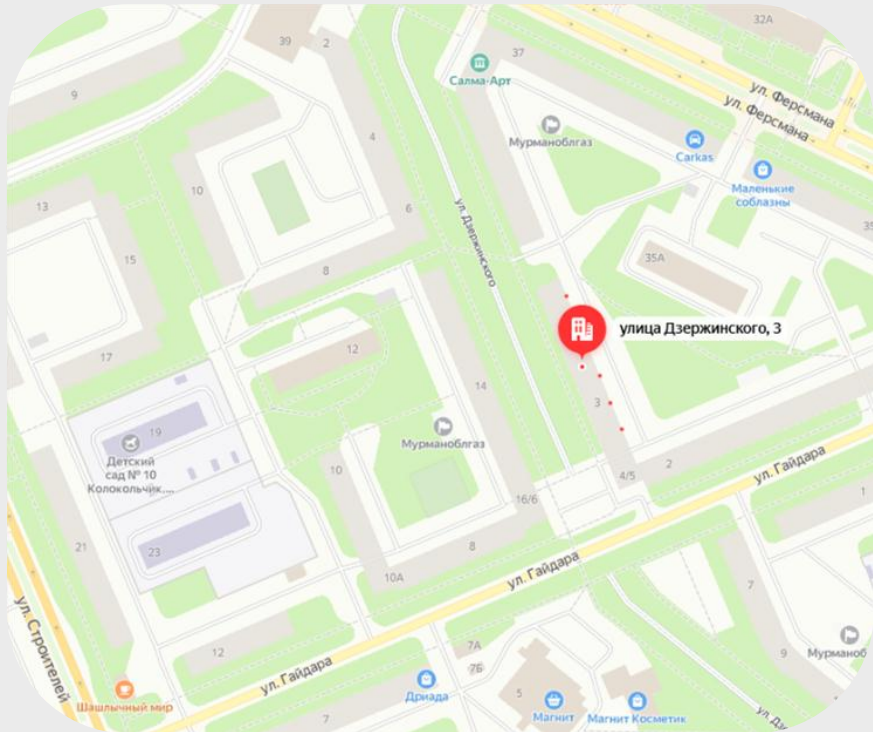 32А
39
2
37
Салма-Арт
ул. Ферсмана
ул. Ферсмана
9
Мурманоблгаз
Carkas
4
Маленькие
соблазны
10
13
6
ул. Дзержинского
35
15
35А
8
улица Дзержинского, 3
12
17
14
3
19
Мурманоблгаз
Детский
сад № 10
Колокольчик....
10
4/5
2
ул. Гайдара
16/6
1
21
23
8
10А
ул. Гайдара
7
ул. Строителей
12
7А
9
Мурманоб
7Б
ул. Гайдара
Дриада
5
Шашлычный мир
7
Магнит
Магнит Косметик
ул. Дзе